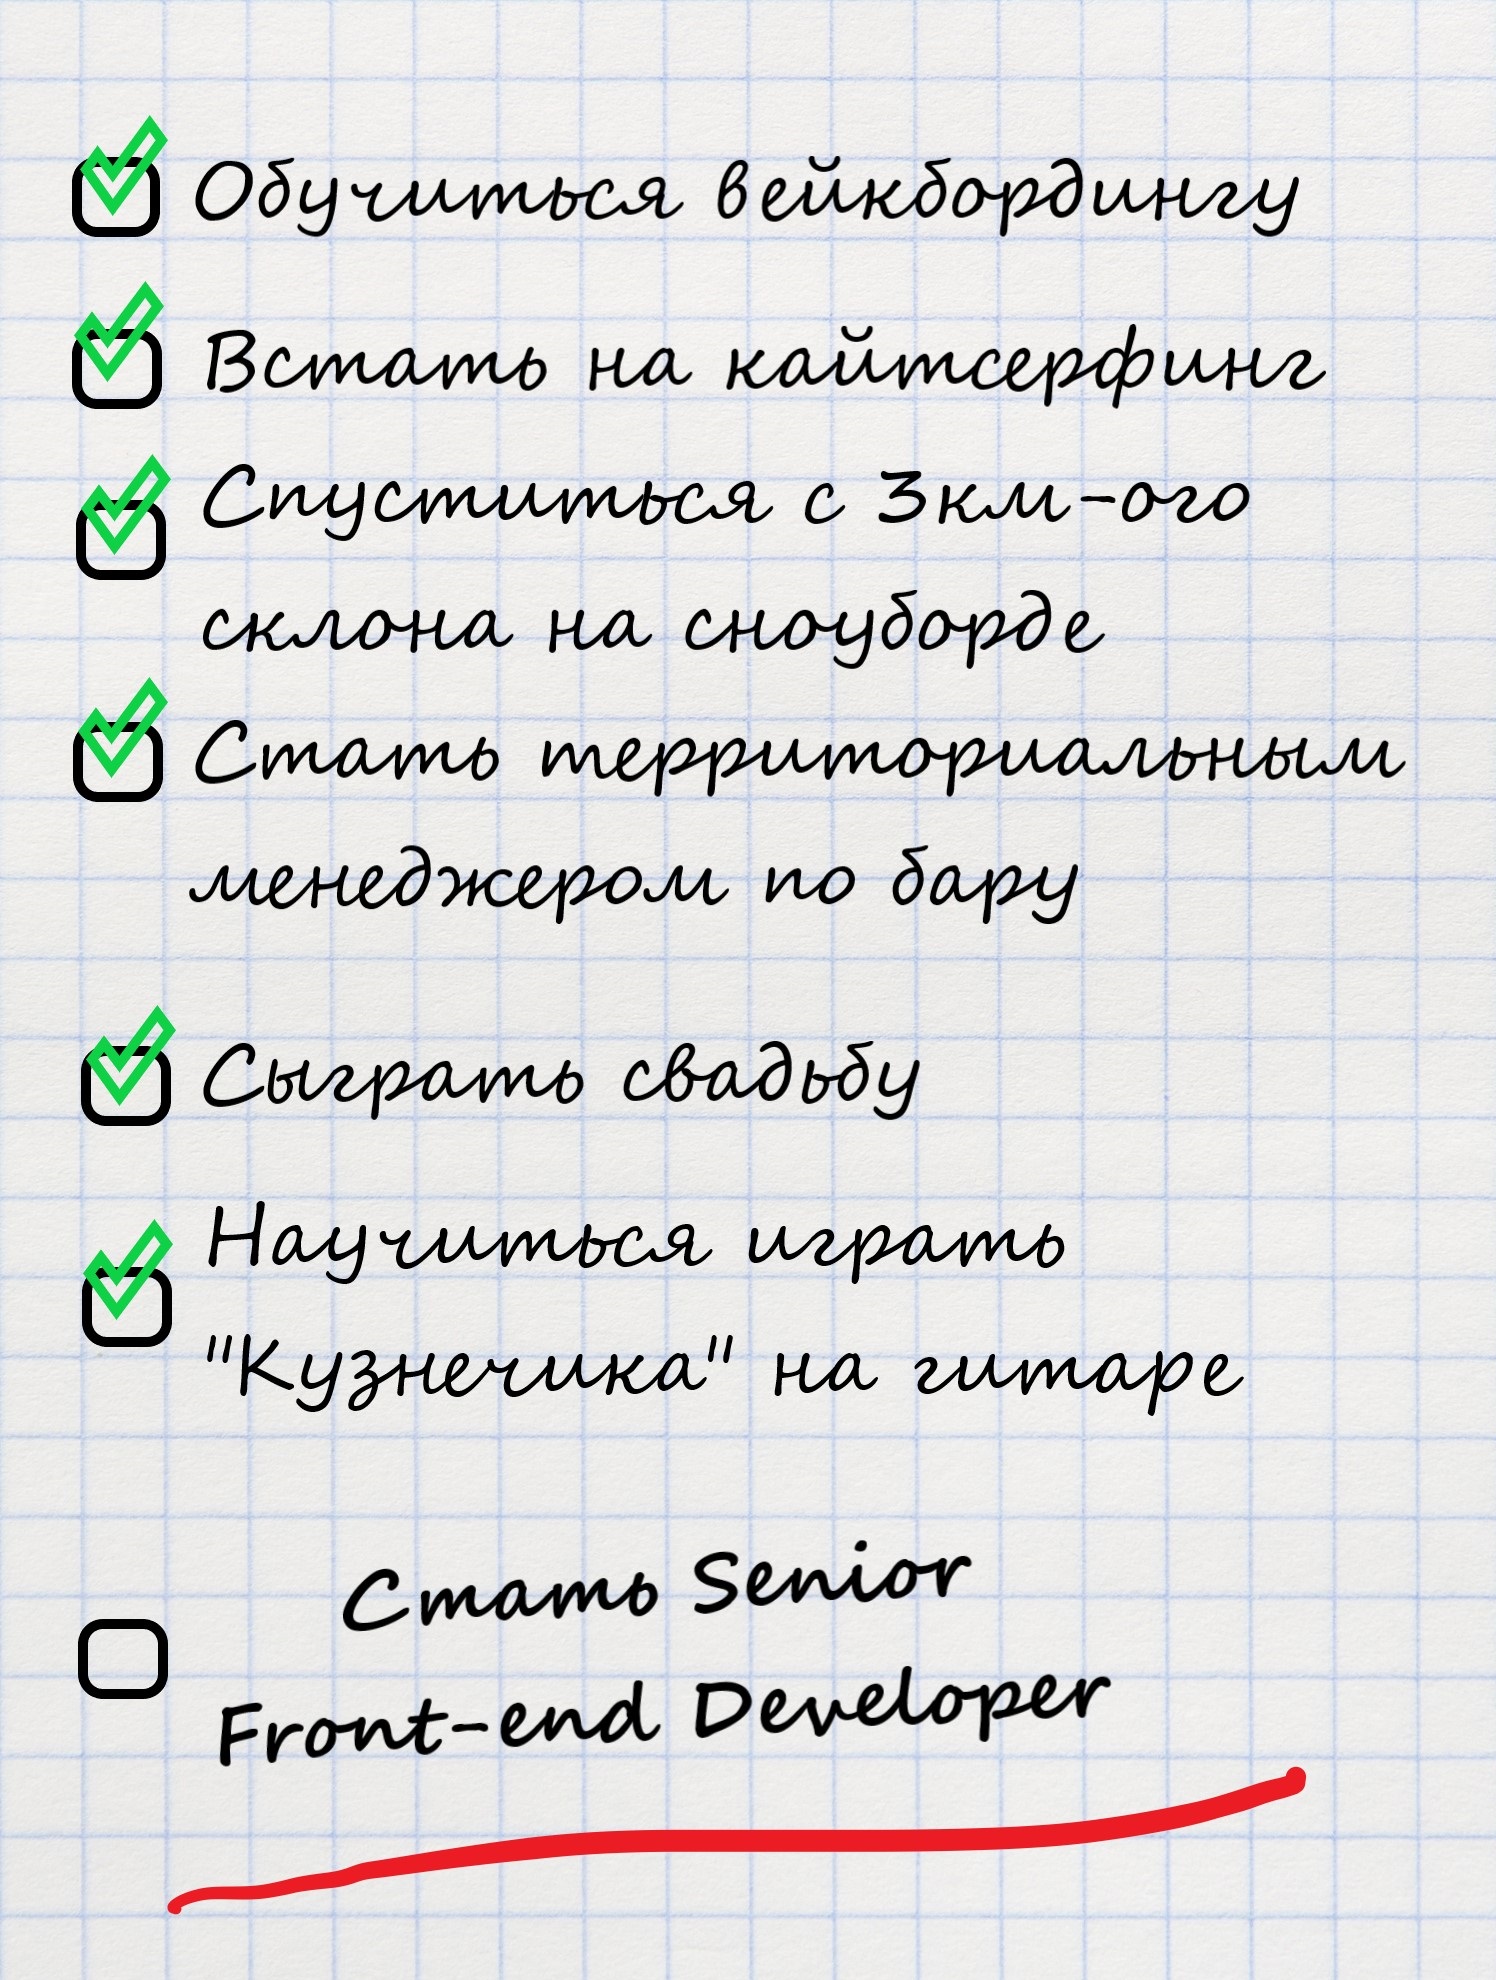 Обучиться вейкбордингу
Встать на кайтсерфинг
Спуститься с 3км-ого
склона на сноуборде
Стать территориальным
менеджером по бару
Сыграть свадьбу
Научиться играть
"Кузнечика" на гитаре
Стать Senior
Front-end Developer